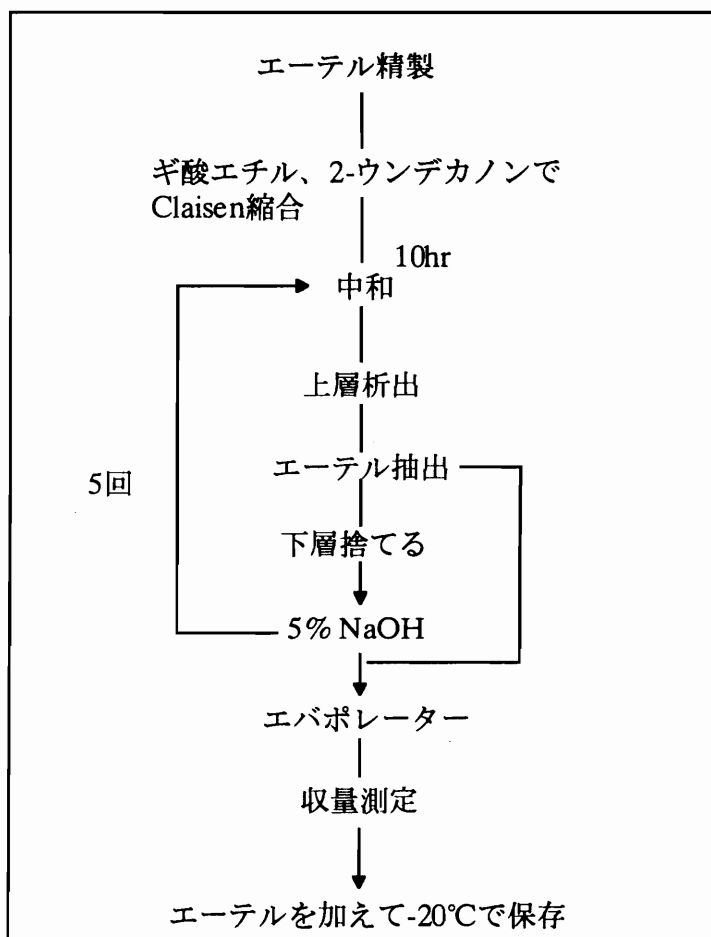 エーテル精製
ギ酸エチル、2-ウンデカノンで
Claisen縮合
10hr
中和
上層析出
エーテル抽出
5回
下層捨てる
5% NaOH
エバポレーター
収量測定
エーテルを加えて-20℃で保存